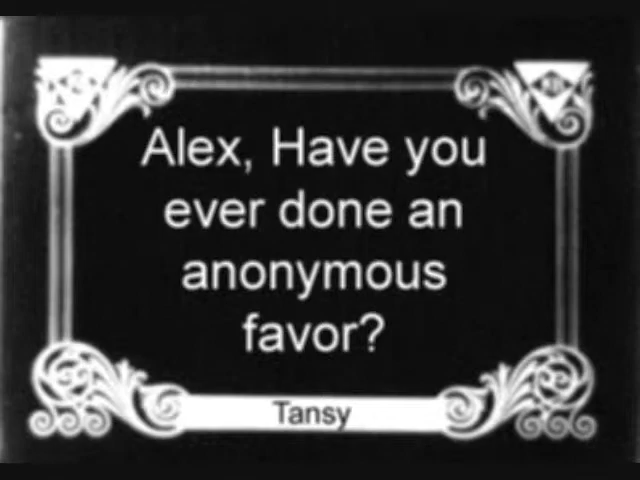 Alex, Have you
ever done an
anonymous
favor?
Tansy